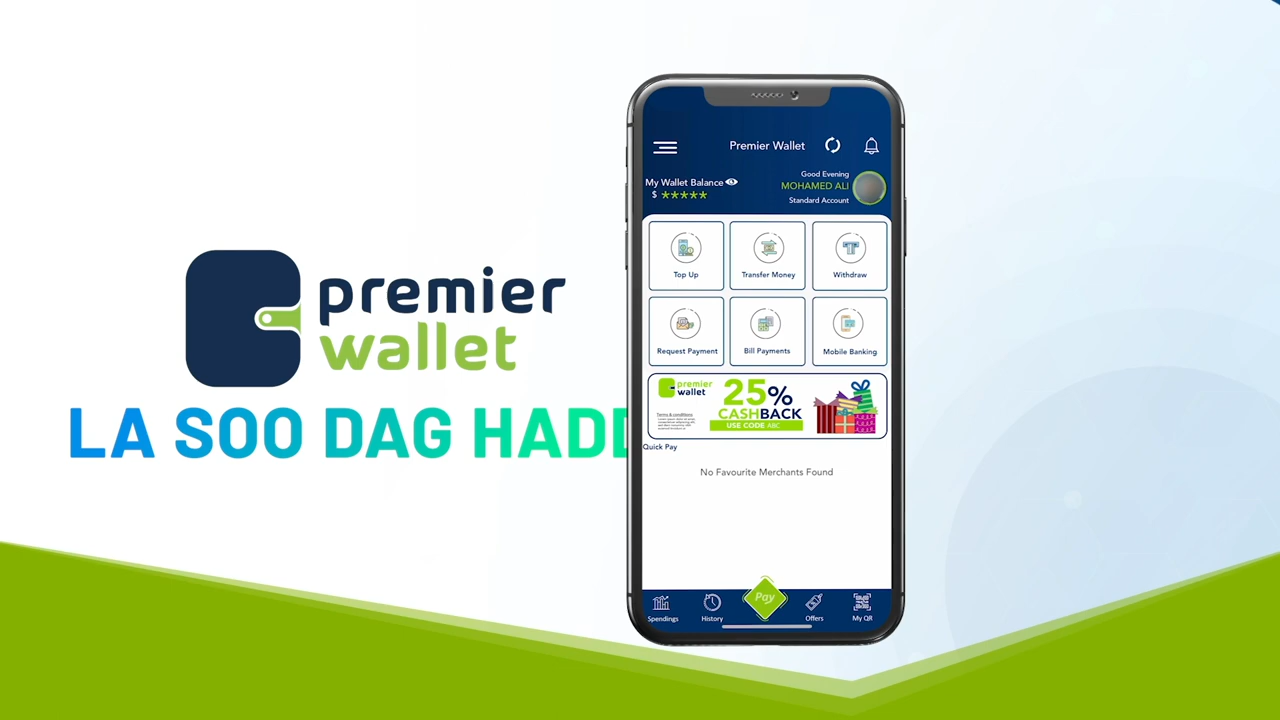 premier
wallet
LA SOO DAG HADD
Premier Wallet
My Wallet Balance
$ *****
Good Evening
MOHAMED ALI
Standard Account
Top Up
Transfer Money
Withdraw
Request Payment
Bill Payments
Mobile Banking
premier
wallet
Terms & conditions
25%
CASHBACK
USE CODE ABC
Quick Pay
No Favourite Merchants Found
Spendings
History
Pay
Offers
My QR